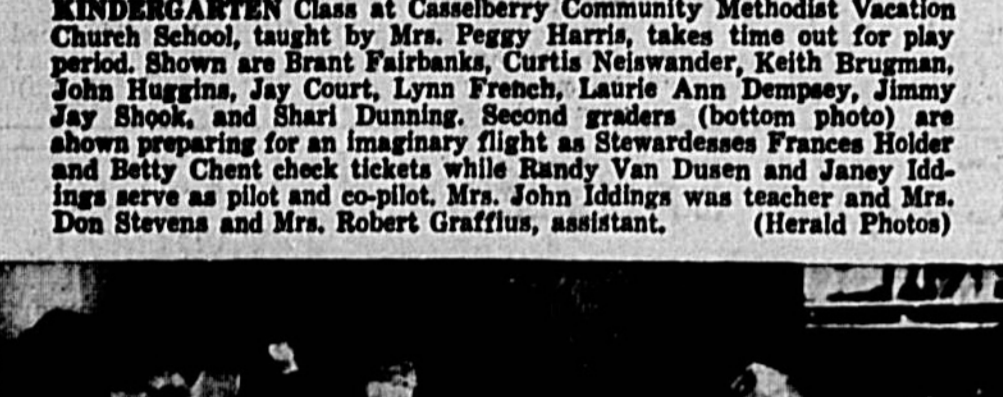 KINDERGARTEN Class at Casselberry Community Methodist Vacation
Church School, taught by Mrs. Peggy Harris, takes time out for play
period. Shown are Brant Fairbanks, Curtis Neiswander, Keith Brugman,
John Huggins, Jay Court, Lynn French, Laurie Ann Dempsey, Jimmy
Jay Shook, and Shari Dunning. Second graders (bottom photo) are
shown preparing for an imaginary flight as Stewardesses Frances Holder
and Betty Chent check tickets while Randy Van Dusen and Janey Idd-
ings serve as pilot and co-pilot. Mrs. John Iddings was teacher and Mrs.
Don Stevens and Mrs. Robert Graffius, assistant. (Herald Photos)